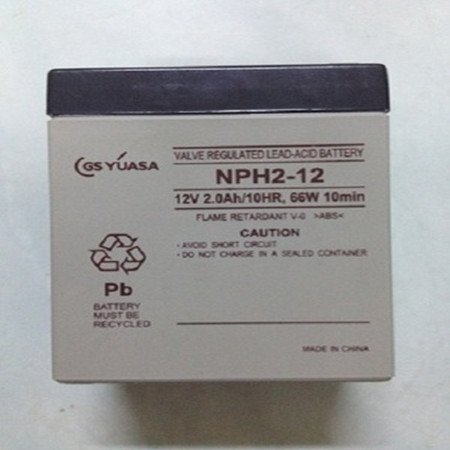 GS YUASA
VALVE REGULATED LEAD-ACID BATTERY
NPH2-12
12V 2.0Ah/10HR, 66W 10min
FLAME RETARDANT V-0 >ABS<
CAUTION
• AVOID SHORT CIRCUIT
• DO NOT CHARGE IN A SEALED CONTAINER
Pb
BATTERY
MUST BE
RECYCLED
MADE IN CHINA